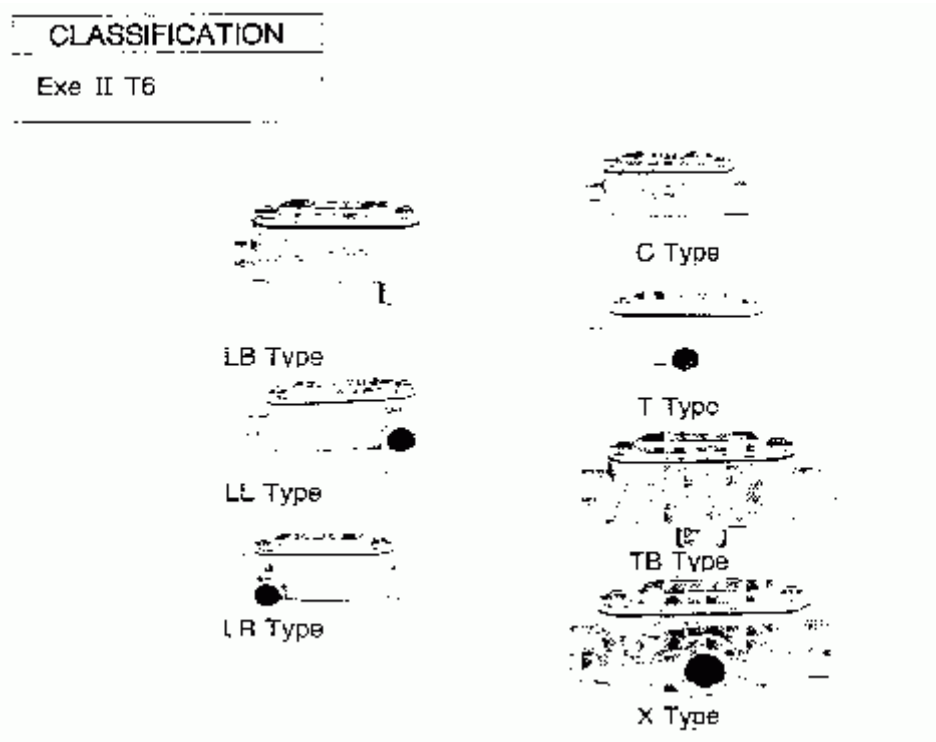 CLASSIFICATION
Exe II T6
C Type
LB Type
T Type
LL Type
TB Type
LR Type
X Type